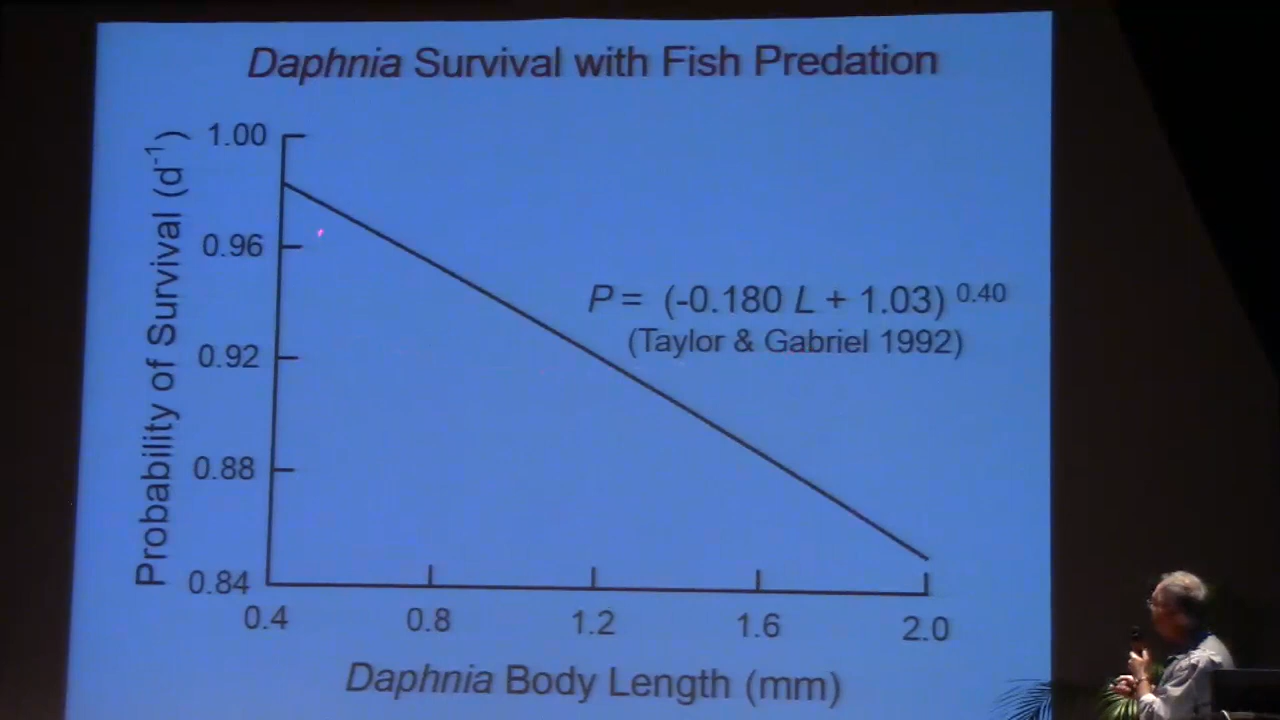 Daphnia Survival with Fish Predation
Probability of Survival (d⁻¹)
1.00
0.96
0.92
0.88
0.84
P = (-0.180 L + 1.03) ⁰·⁴⁰
(Taylor & Gabriel 1992)
0.4 0.8 1.2 1.6 2.0
Daphnia Body Length (mm)